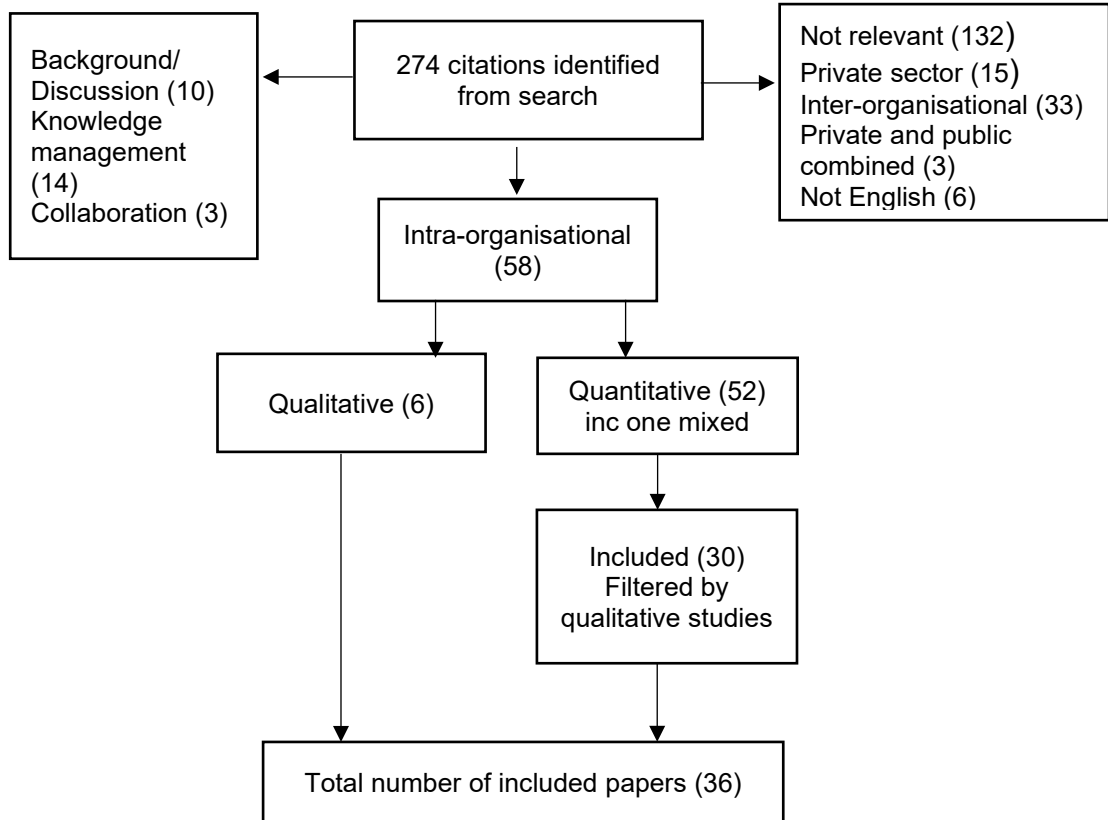 Background/
Discussion (10)
Knowledge
management
(14)
Collaboration (3)
274 citations identified
from search
Not relevant (132)
Private sector (15)
Inter-organisational (33)
Private and public
combined (3)
Not English (6)
Intra-organisational
(58)
Qualitative (6)
Quantitative (52)
inc one mixed
Included (30)
Filtered by
qualitative studies
Total number of included papers (36)